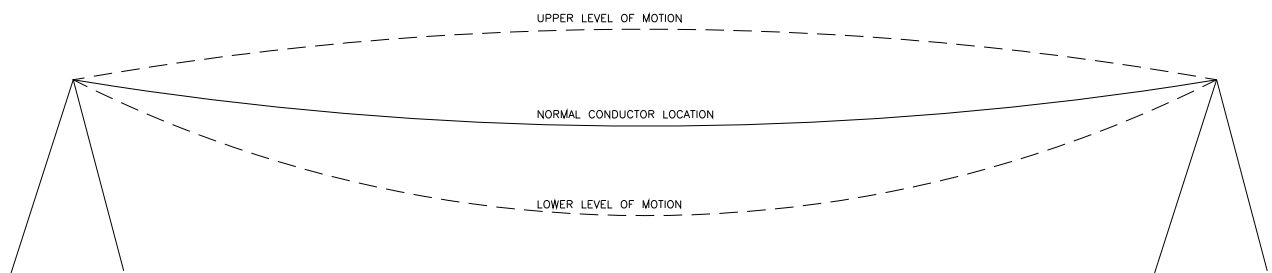 UPPER LEVEL OF MOTION
NORMAL CONDUCTOR LOCATION
LOWER LEVEL OF MOTION